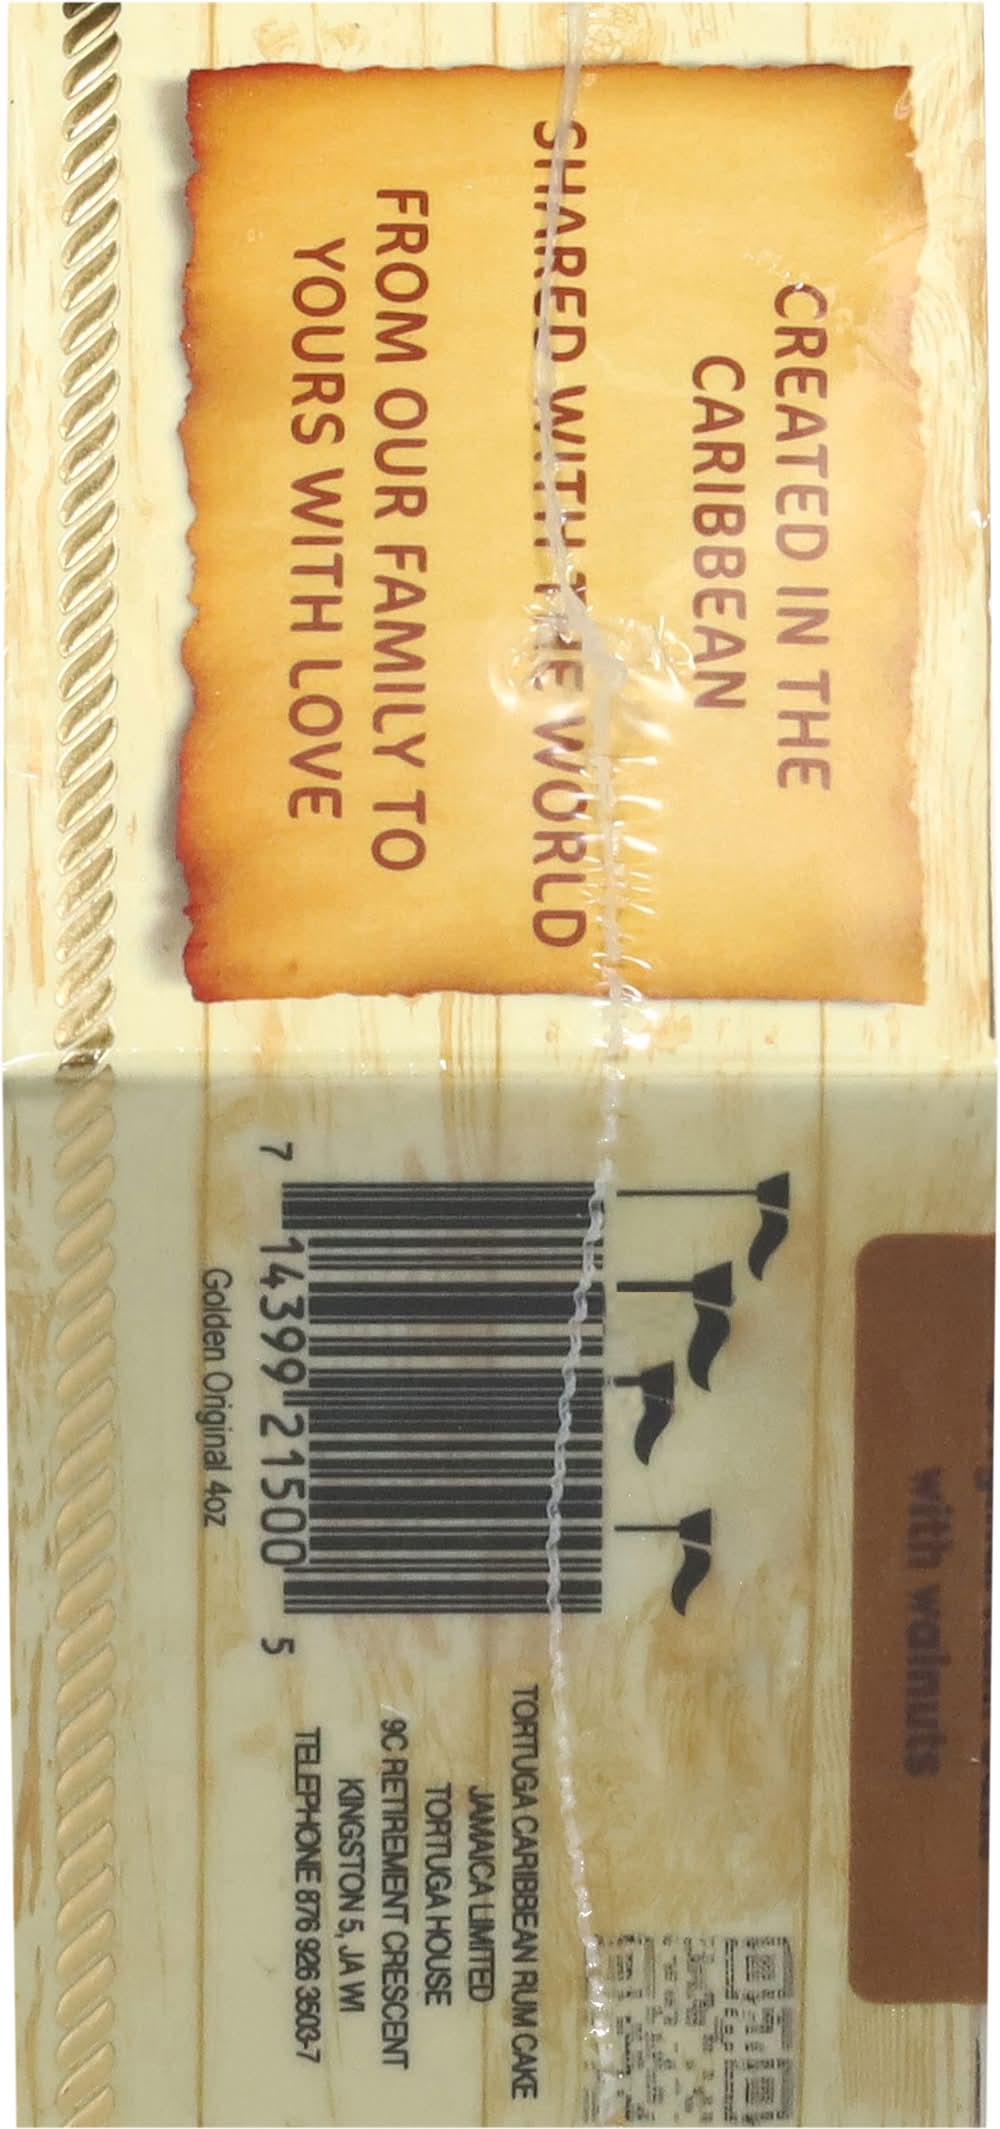 CREATED IN THE
CARIBBEAN
SHARED WITH THE WORLD
FROM OUR FAMILY TO
YOURS WITH LOVE
with walnuts
7 14399 21500 5
Golden Original 4oz
TORTUGA CARIBBEAN RUM CAKE
JAMAICA LIMITED
TORTUGA HOUSE
9C RETIREMENT CRESCENT
KINGSTON 5, JA WI
TELEPHONE 876 926 3503-7